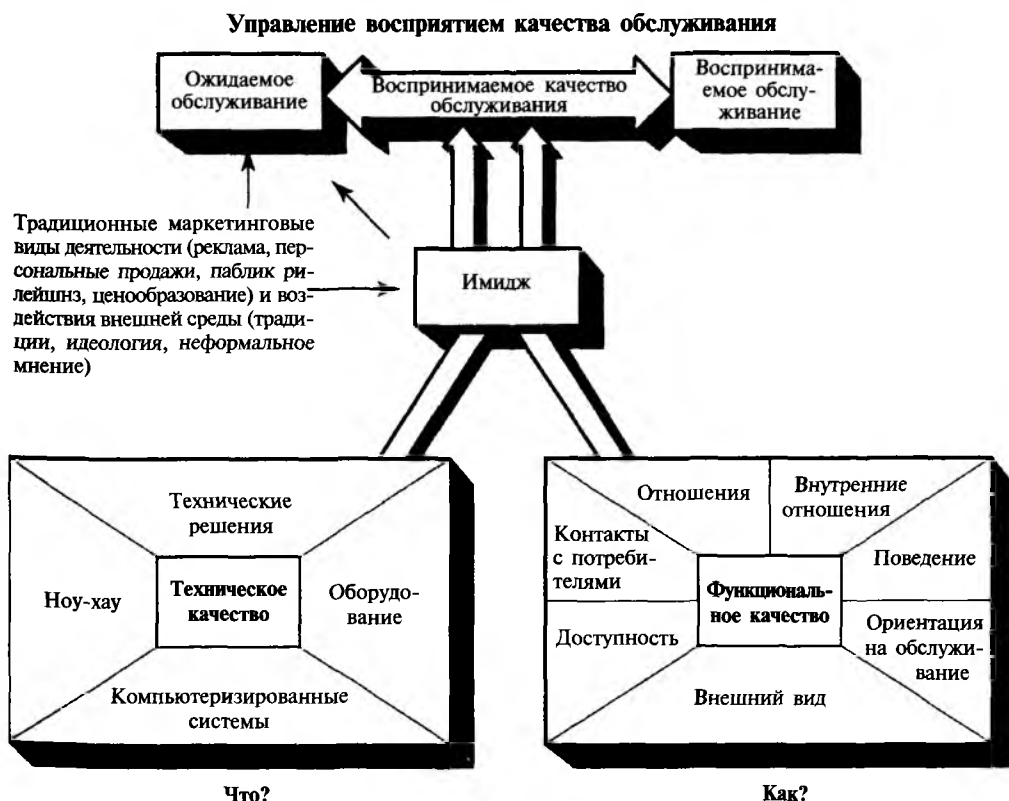 Управление восприятием качества обслуживания
Ожидаемое
обслуживание
Воспринимаемое качество
обслуживания
Воспринима-
емое обслу-
живание
Традиционные маркетинговые
виды деятельности (реклама, пер-
сональные продажи, паблик ри-
лейшнз, ценообразование) и воз-
действия внешней среды (тради-
ции, идеология, неформальное
мнение)
Имидж
Технические
решения
Ноу-хау
Техническое
качество
Оборудо-
вание
Компьютеризированные
системы
Что?
Отношения
Внутренние
отношения
Контакты
с потреби-
телями
Поведение
Функциональ-
ное качество
Доступность
Ориентация
на обслужи-
вание
Внешний вид
Как?